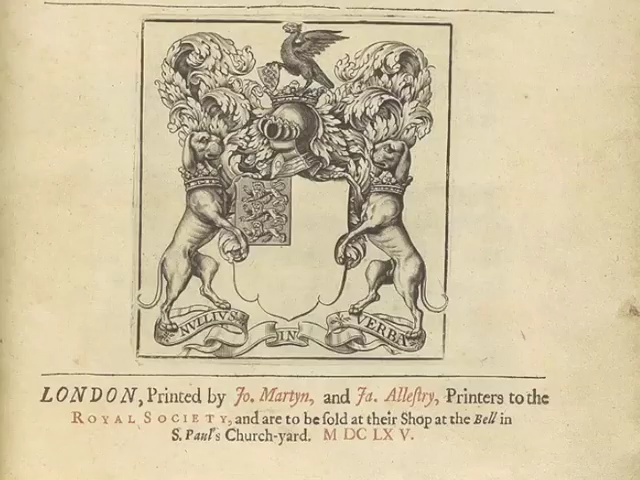 NVLLIVS IN VERBA
LONDON, Printed by Jo. Martyn, and Ja. Alleſtry, Printers to the
ROYAL SOCIETY, and are to be ſold at their Shop at the Bell in
S. Paul's Church-yard. M DC LX V.